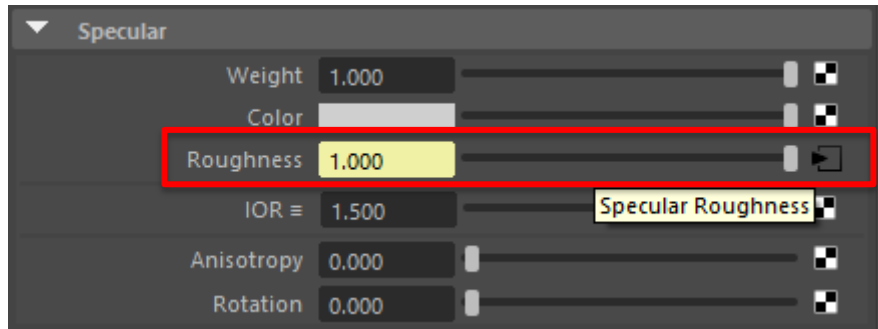 Specular
Weight 1.000
Color
Roughness 1.000
IOR ≡ 1.500
Specular Roughness
Anisotropy 0.000
Rotation 0.000